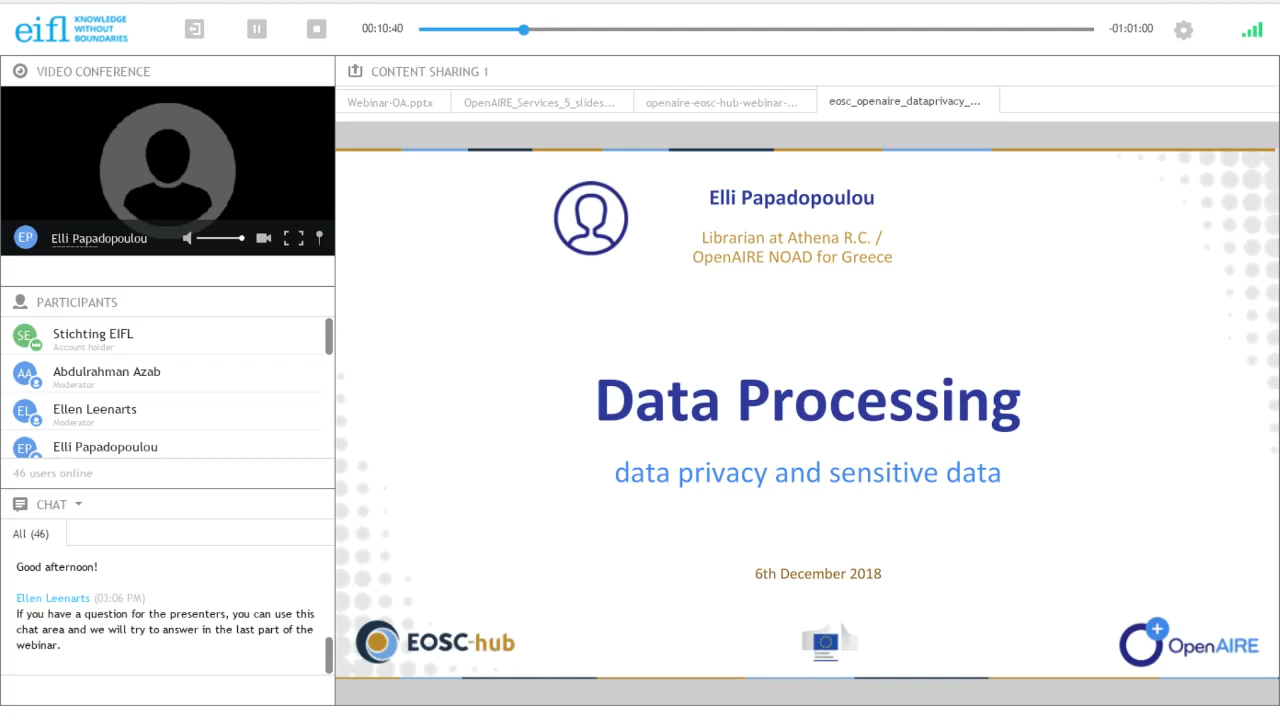 eifl KNOWLEDGE
WITHOUT
BOUNDARIES
00:10:40
-01:01:00
VIDEO CONFERENCE
EP Elli Papadopoulou
PARTICIPANTS
SE Stichting EIFL
Account holder
AA Abdulrahman Azab
Moderator
EL Ellen Leenarts
Moderator
EP Elli Papadopoulou
46 users online
CHAT
All (46)
Good afternoon!
Ellen Leenarts (03:06 PM)
If you have a question for the presenters, you can use this
chat area and we will try to answer in the last part of the
webinar.
CONTENT SHARING 1
Webinar-OA.pptx
OpenAIRE_Services_5_slides...
openaire-eosc-hub-webinar-...
eosc_openaire_dataprivacy_...
Elli Papadopoulou
Librarian at Athena R.C. /
OpenAIRE NOAD for Greece
Data Processing
data privacy and sensitive data
6th December 2018
EOSC-hub
OpenAIRE